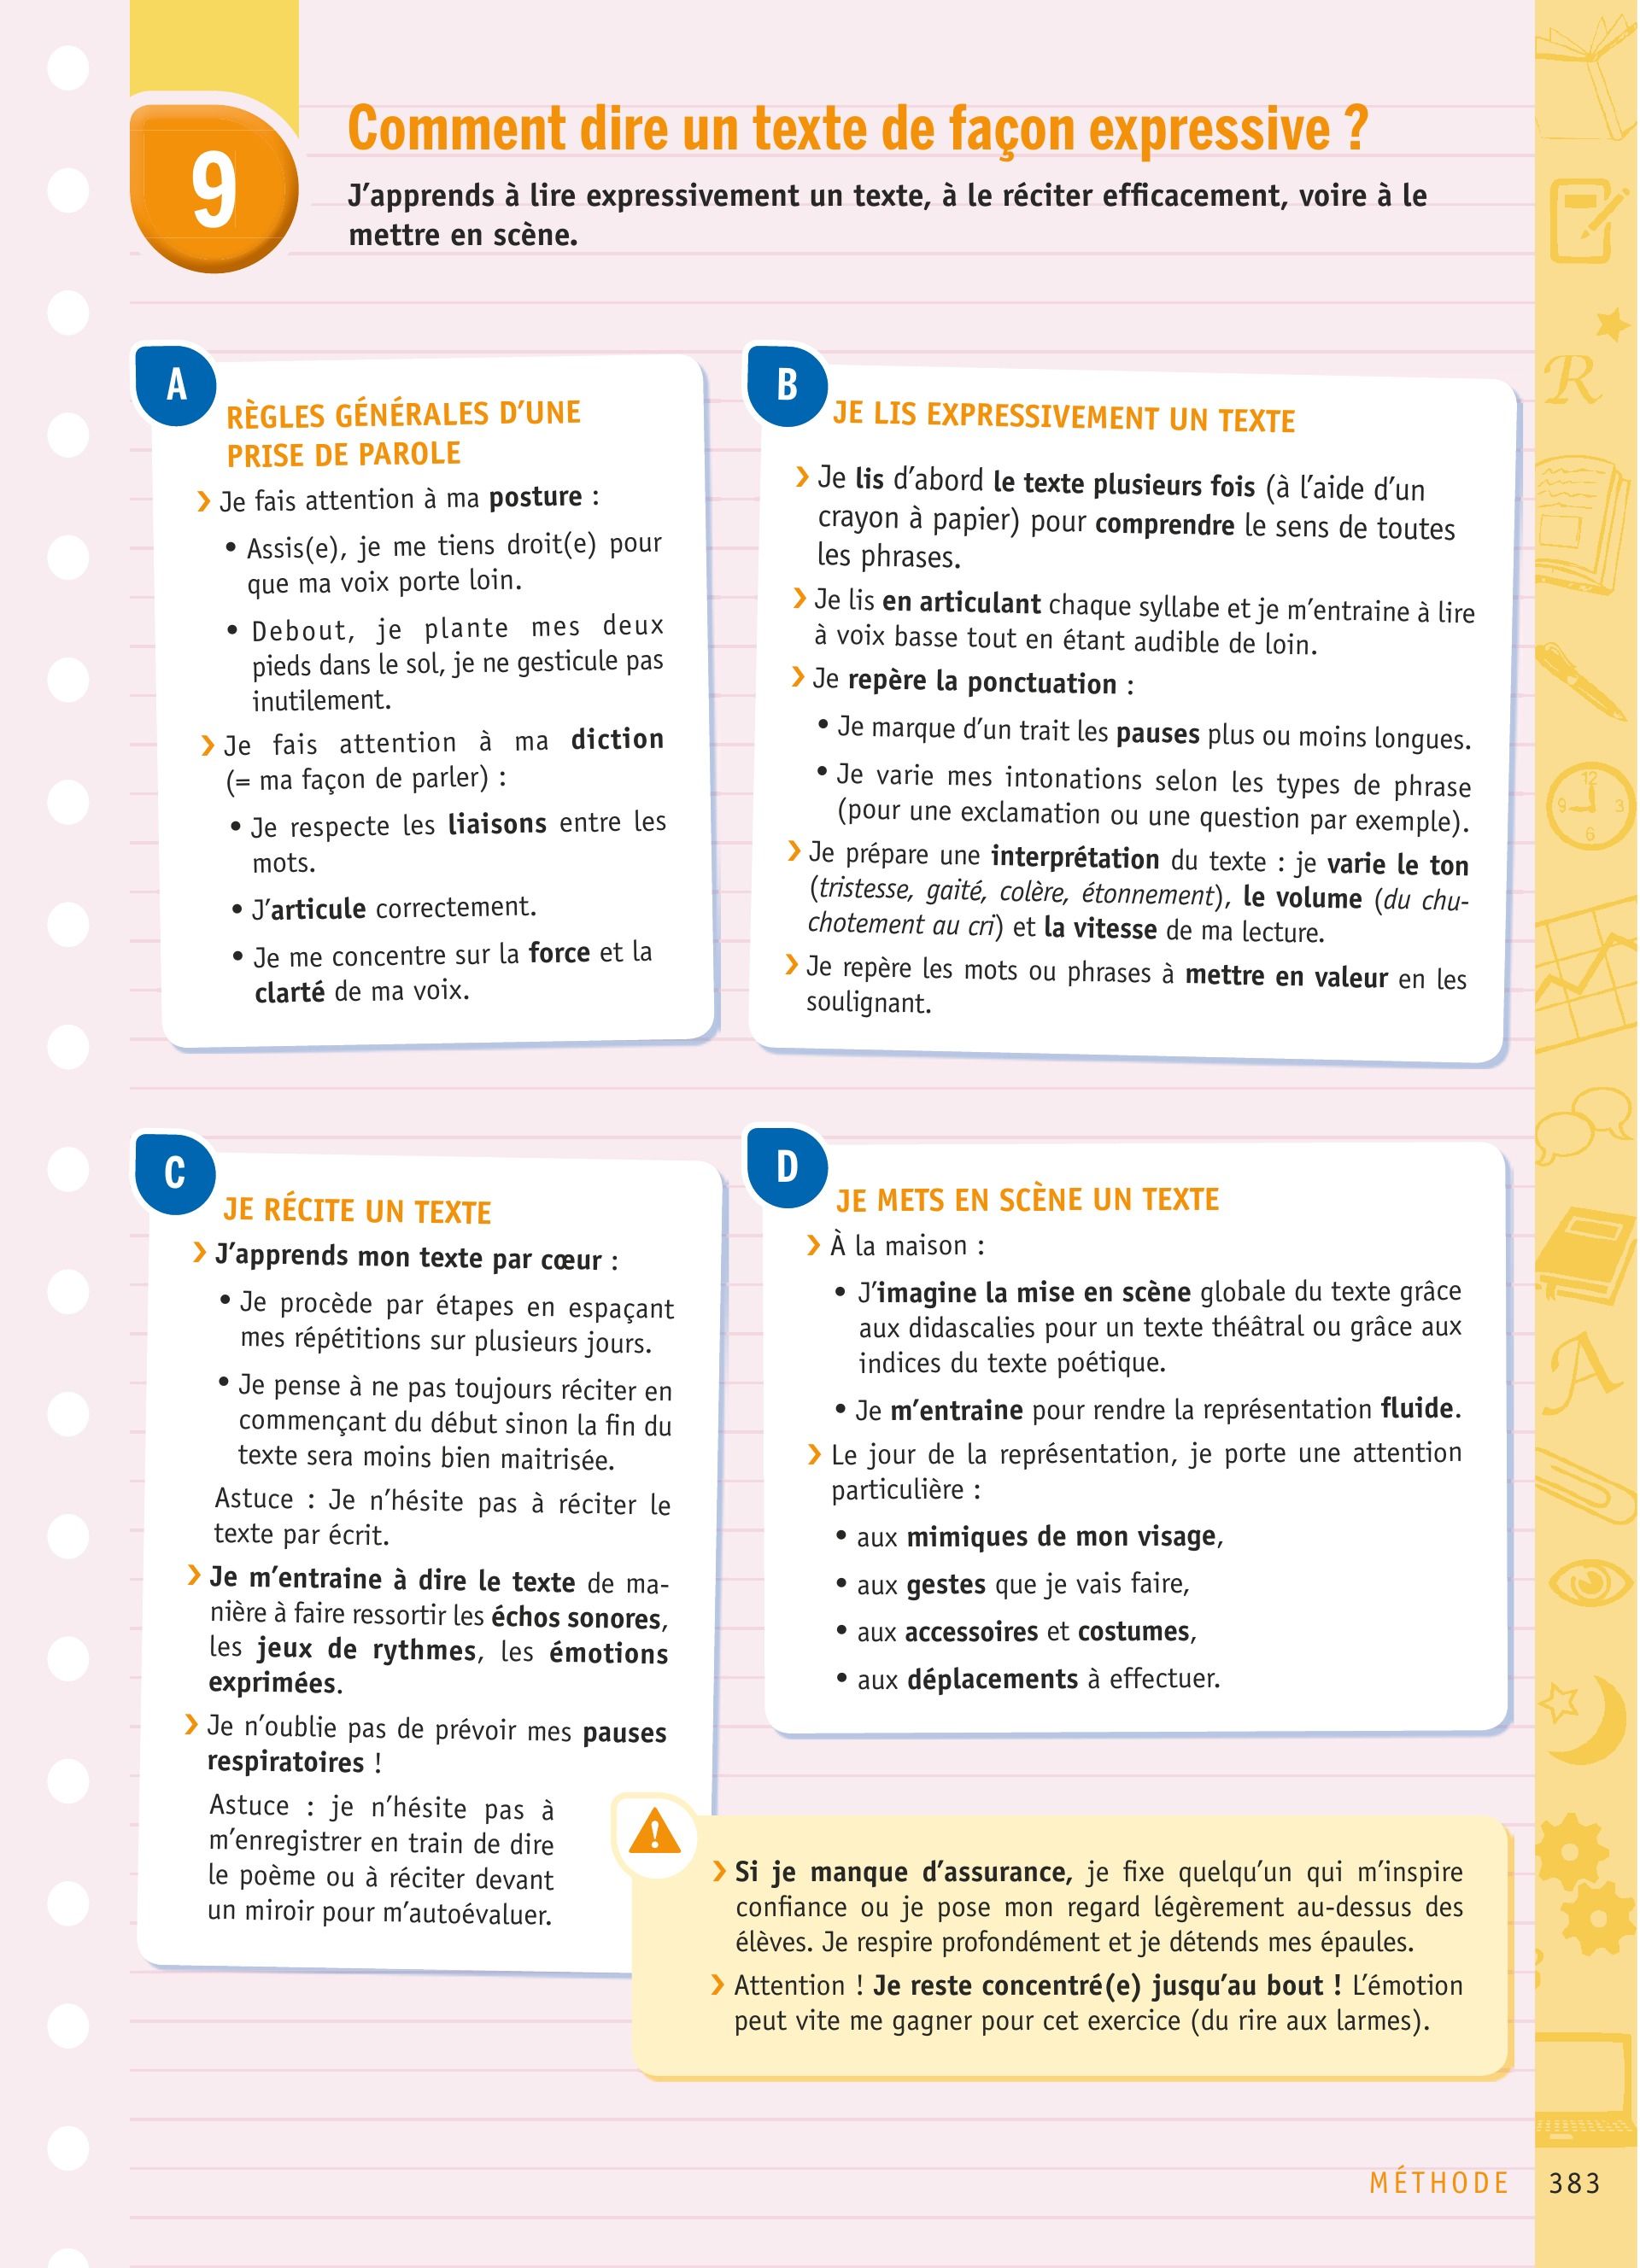 9
Comment dire un texte de façon expressive ?
J'apprends à lire expressivement un texte, à le réciter efficacement, voire à le
mettre en scène.
A
RÈGLES GÉNÉRALES D'UNE
PRISE DE PAROLE
› Je fais attention à ma posture :
• Assis(e), je me tiens droit(e) pour
que ma voix porte loin.
• Debout, je plante mes deux
pieds dans le sol, je ne gesticule pas
inutilement.
› Je fais attention à ma diction
(= ma façon de parler) :
• Je respecte les liaisons entre les
mots.
• J'articule correctement.
• Je me concentre sur la force et la
clarté de ma voix.
B
JE LIS EXPRESSIVEMENT UN TEXTE
› Je lis d'abord le texte plusieurs fois (à l'aide d'un
crayon à papier) pour comprendre le sens de toutes
les phrases.
› Je lis en articulant chaque syllabe et je m'entraine à lire
à voix basse tout en étant audible de loin.
› Je repère la ponctuation :
• Je marque d'un trait les pauses plus ou moins longues.
• Je varie mes intonations selon les types de phrase
(pour une exclamation ou une question par exemple).
› Je prépare une interprétation du texte : je varie le ton
(tristesse, gaité, colère, étonnement), le volume (du chu-
chotement au cri) et la vitesse de ma lecture.
› Je repère les mots ou phrases à mettre en valeur en les
soulignant.
C
JE RÉCITE UN TEXTE
› J'apprends mon texte par cœur :
• Je procède par étapes en espaçant
mes répétitions sur plusieurs jours.
• Je pense à ne pas toujours réciter en
commençant du début sinon la fin du
texte sera moins bien maitrisée.
Astuce : Je n'hésite pas à réciter le
texte par écrit.
› Je m'entraine à dire le texte de ma-
nière à faire ressortir les échos sonores,
les jeux de rythmes, les émotions
exprimées.
› Je n'oublie pas de prévoir mes pauses
respiratoires !
Astuce : je n'hésite pas à
m'enregistrer en train de dire
le poème ou à réciter devant
un miroir pour m'autoévaluer.
D
JE METS EN SCÈNE UN TEXTE
› À la maison :
• J'imagine la mise en scène globale du texte grâce
aux didascalies pour un texte théâtral ou grâce aux
indices du texte poétique.
• Je m'entraine pour rendre la représentation fluide.
› Le jour de la représentation, je porte une attention
particulière :
• aux mimiques de mon visage,
• aux gestes que je vais faire,
• aux accessoires et costumes,
• aux déplacements à effectuer.
!
› Si je manque d'assurance, je fixe quelqu'un qui m'inspire
confiance ou je pose mon regard légèrement au-dessus des
élèves. Je respire profondément et je détends mes épaules.
› Attention ! Je reste concentré(e) jusqu'au bout ! L'émotion
peut vite me gagner pour cet exercice (du rire aux larmes).
R
12
9 3
6
A
MÉTHODE 383